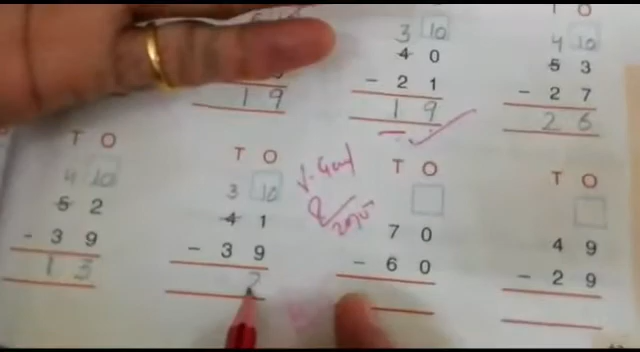 T O
3 10
4 10
4 0
5 3
- 2 1
- 2 7
1 9
1 9
2 6
T O
T O
T O
T O
4 10
3 10
5 2
4 1
7 0
4 9
- 3 9
- 3 9
- 6 0
- 2 9
1 3
2
V. Good